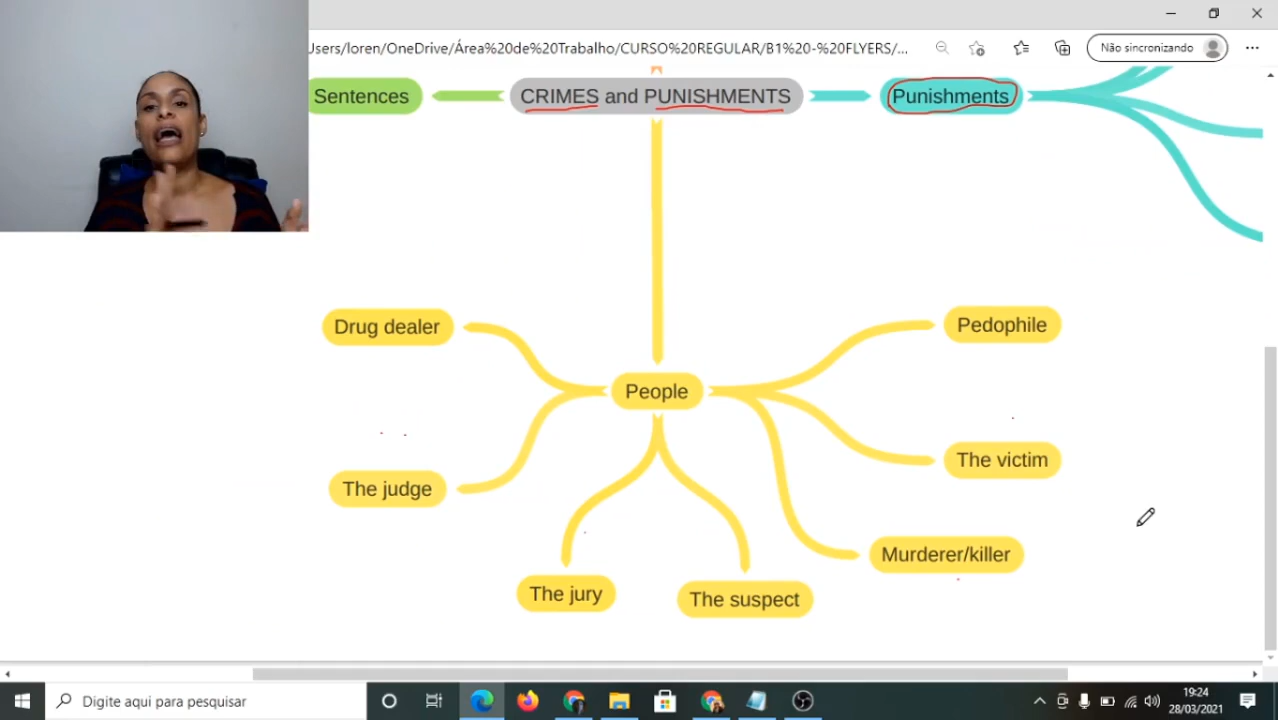 Users/loren/OneDrive/Área%20de%20Trabalho/CURSO%20REGULAR/B1%20-%20FLYERS/...
Não sincronizando
Sentences
CRIMES and PUNISHMENTS
Punishments
Drug dealer
Pedophile
People
The judge
The victim
Murderer/killer
The jury
The suspect
Digite aqui para pesquisar
19:24
28/03/2021